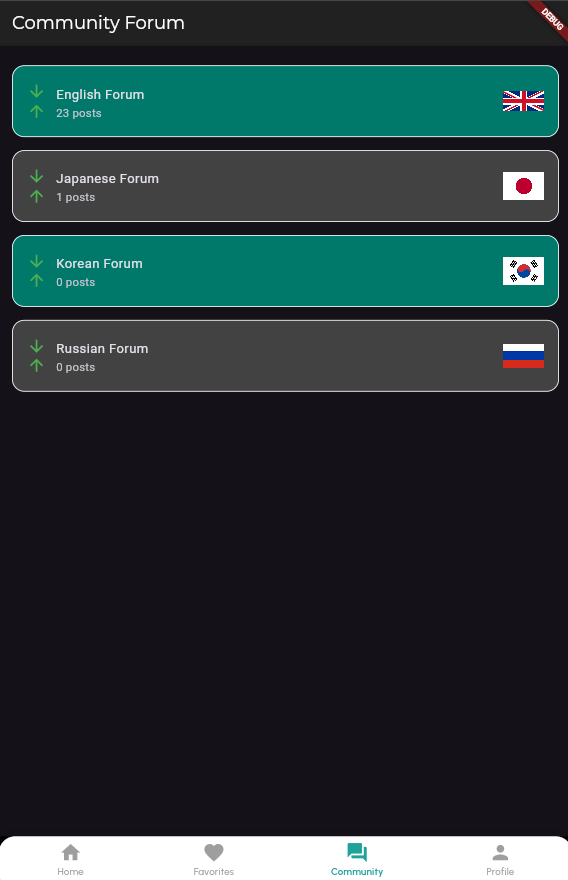 Community Forum
DEBUG
English Forum
23 posts
Japanese Forum
1 posts
Korean Forum
0 posts
Russian Forum
0 posts
Home
Favorites
Community
Profile